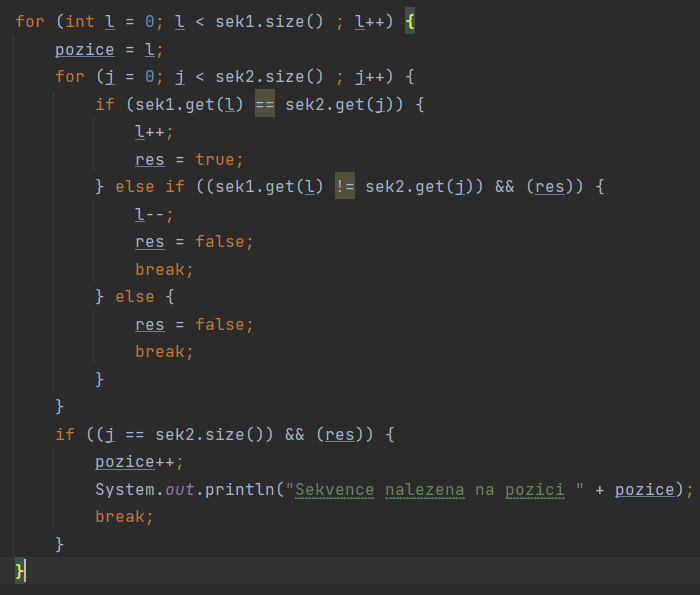 for (int l = 0; l < sek1.size() ; l++) {
    pozice = l;
    for (j = 0; j < sek2.size() ; j++) {
        if (sek1.get(l) == sek2.get(j)) {
            l++;
            res = true;
        } else if ((sek1.get(l) != sek2.get(j)) && (res)) {
            l--;
            res = false;
            break;
        } else {
            res = false;
            break;
        }
    }
    if ((j == sek2.size()) && (res)) {
        pozice++;
        System.out.println("Sekvence nalezena na pozici " + pozice);
        break;
    }
}